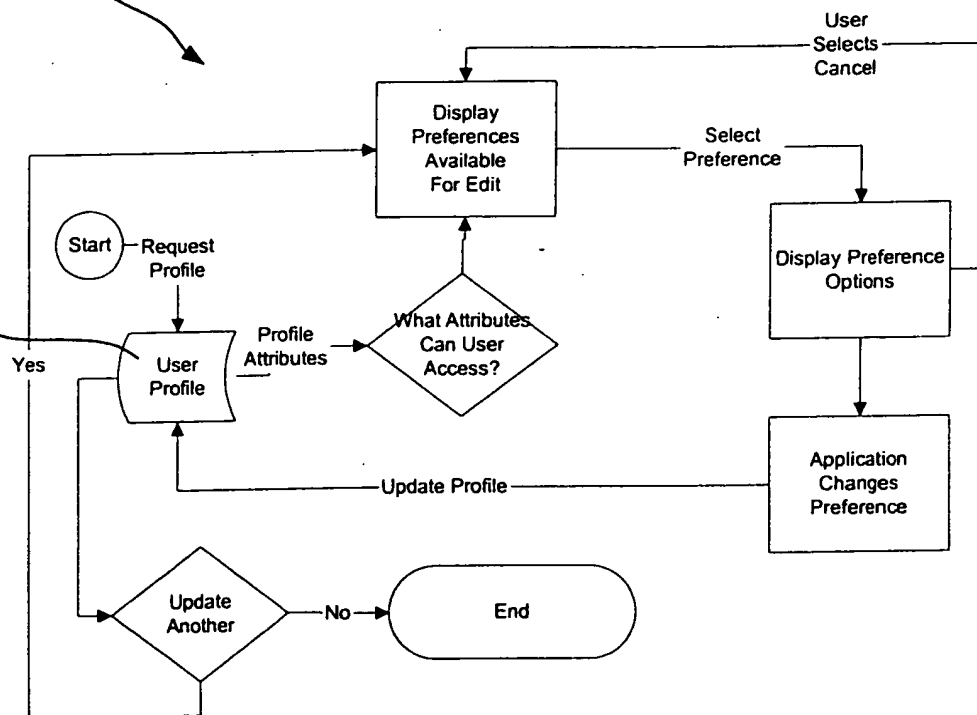 User
Selects
Cancel
Display
Preferences
Available
For Edit
Select
Preference
Start
Request
Profile
Display Preference
Options
What Attributes
Can User
Access?
Profile
Attributes
User
Profile
Yes
Application
Changes
Preference
Update Profile
Update
Another
No
End